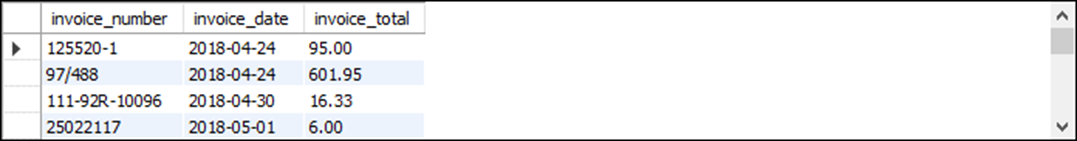 invoice_number invoice_date invoice_total
125520-1 2018-04-24 95.00
97/488 2018-04-24 601.95
111-92R-10096 2018-04-30 16.33
25022117 2018-05-01 6.00